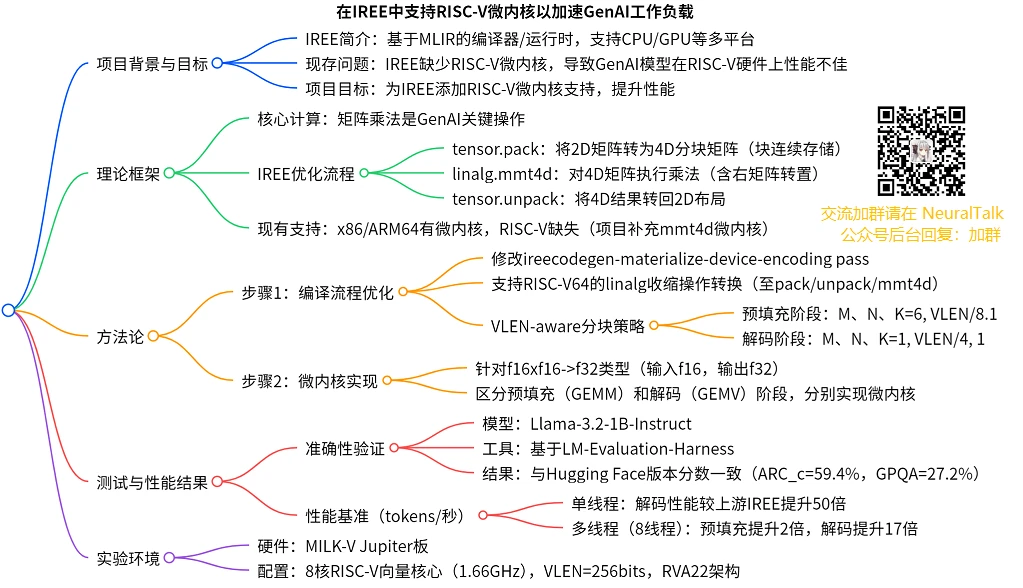 在IREE中支持RISC-V微内核以加速GenAI工作负载
项目背景与目标
IREE简介：基于MLIR的编译器/运行时，支持CPU/GPU等多平台
现存问题：IREE缺少RISC-V微内核，导致GenAI模型在RISC-V硬件上性能不佳
项目目标：为IREE添加RISC-V微内核支持，提升性能
理论框架
核心计算：矩阵乘法是GenAI关键操作
IREE优化流程
tensor.pack：将2D矩阵转为4D分块矩阵（块连续存储）
linalg.mmt4d：对4D矩阵执行乘法（含右矩阵转置）
tensor.unpack：将4D结果转回2D布局
现有支持：x86/ARM64有微内核，RISC-V缺失（项目补充mmt4d微内核）
交流加群请在 NeuralTalk
公众号后台回复：加群
方法论
步骤1：编译流程优化
修改ireecodegen-materialize-device-encoding pass
支持RISC-V64的linalg收缩操作转换（至pack/unpack/mmt4d）
VLEN-aware分块策略
预填充阶段：M、N、K=6, VLEN/8.1
解码阶段：M、N、K=1, VLEN/4, 1
步骤2：微内核实现
针对f16xf16->f32类型（输入f16，输出f32）
区分预填充（GEMM）和解码（GEMV）阶段，分别实现微内核
测试与性能结果
准确性验证
模型：Llama-3.2-1B-Instruct
工具：基于LM-Evaluation-Harness
结果：与Hugging Face版本分数一致（ARC_c=59.4%，GPQA=27.2%）
性能基准（tokens/秒）
单线程：解码性能较上游IREE提升50倍
多线程（8线程）：预填充提升2倍，解码提升17倍
实验环境
硬件：MILK-V Jupiter板
配置：8核RISC-V向量核心（1.66GHz），VLEN=256bits，RVA22架构